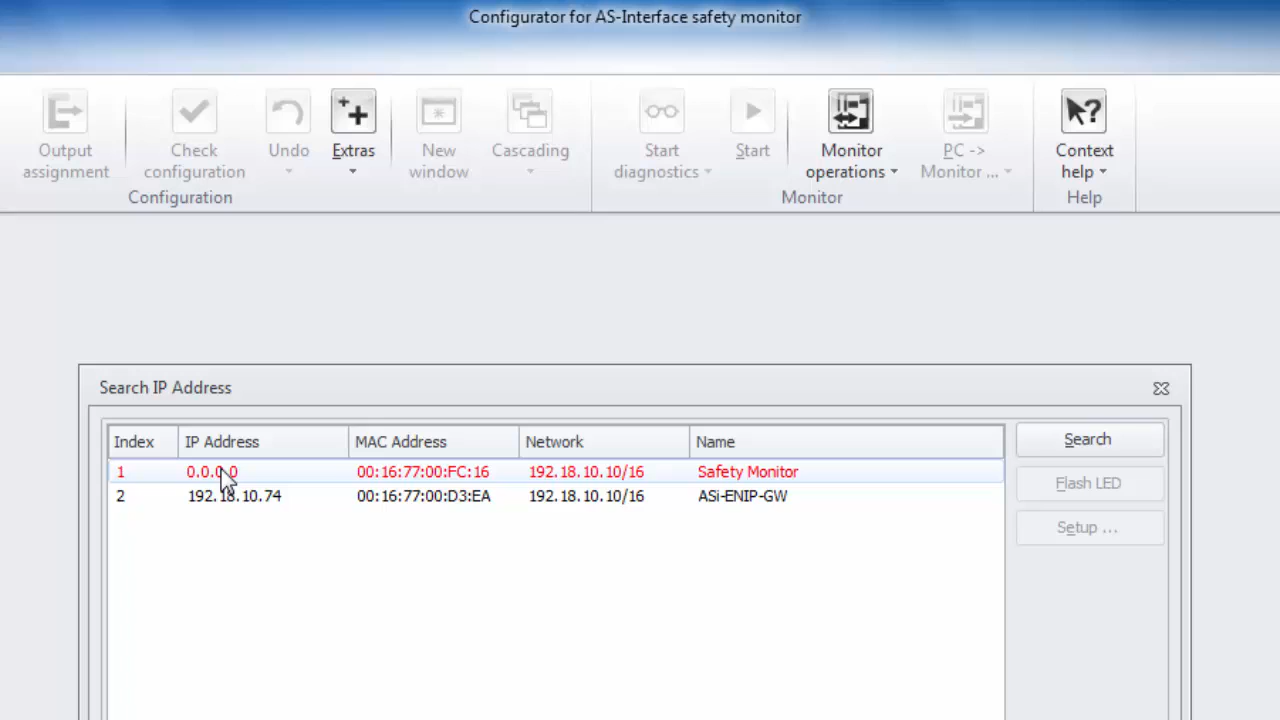 Configurator for AS-Interface safety monitor
Output assignment
Check configuration
Undo
Extras
New window
Cascading
Start diagnostics
Start
Monitor operations
PC -> Monitor ...
Context help
Configuration
Monitor
Help
Search IP Address
Index IP Address MAC Address Network Name
1 0.0.0.0 00:16:77:00:FC:16 192.18.10.10/16 Safety Monitor
2 192.18.10.74 00:16:77:00:D3:EA 192.18.10.10/16 ASi-ENIP-GW
Search
Flash LED
Setup ...